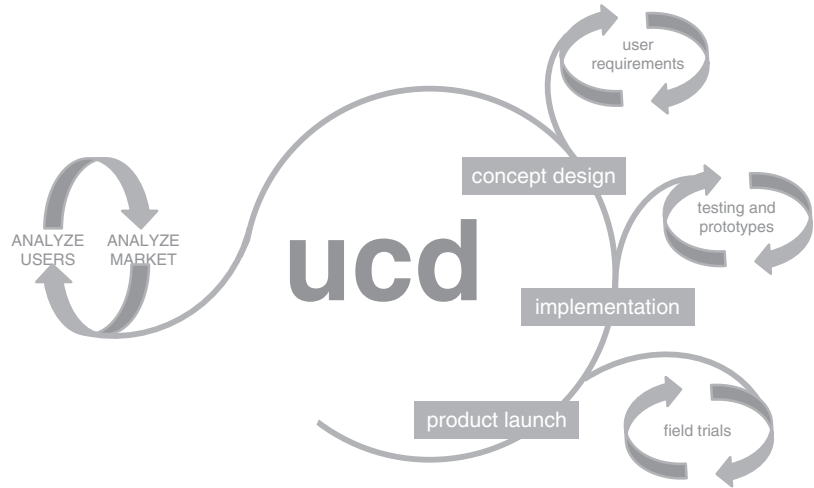 user
requirements
concept design
testing and
prototypes
ANALYZE
USERS
ANALYZE
MARKET
ucd
implementation
product launch
field trials